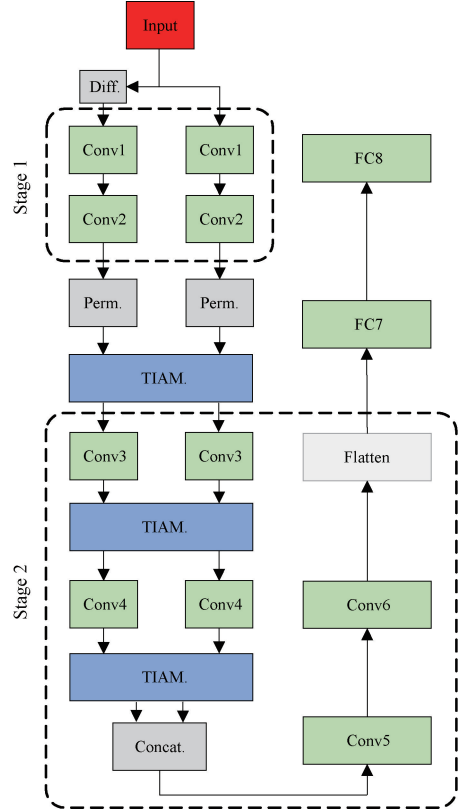 Input
Diff.
Stage 1
Conv1
Conv1
Conv2
Conv2
Perm.
Perm.
TIAM.
Stage 2
Conv3
Conv3
TIAM.
Conv4
Conv4
TIAM.
Concat.
Conv5
Conv6
Flatten
FC7
FC8